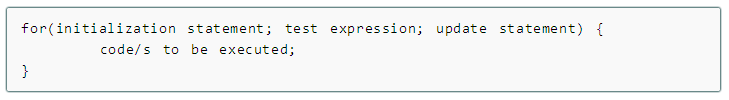 for(initialization statement; test expression; update statement) {
code/s to be executed;
}